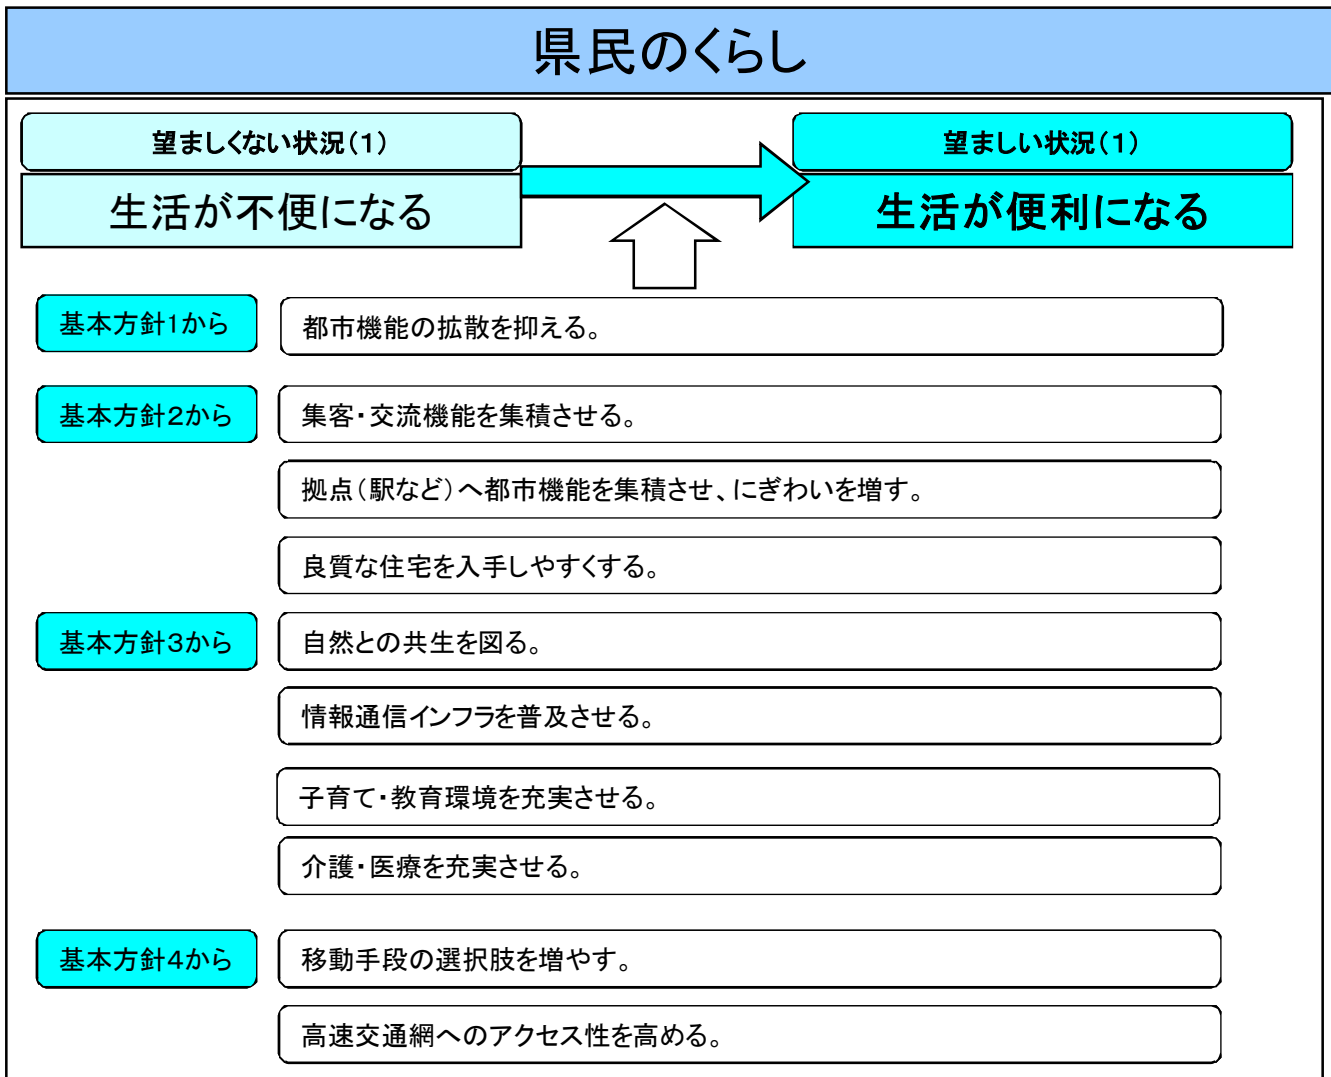 県民のくらし
望ましくない状況(1)
望ましい状況(1)
生活が不便になる
生活が便利になる
基本方針1から
都市機能の拡散を抑える。
基本方針2から
集客・交流機能を集積させる。
拠点(駅など)へ都市機能を集積させ、にぎわいを増す。
良質な住宅を入手しやすくする。
基本方針3から
自然との共生を図る。
情報通信インフラを普及させる。
子育て・教育環境を充実させる。
介護・医療を充実させる。
基本方針4から
移動手段の選択肢を増やす。
高速交通網へのアクセス性を高める。